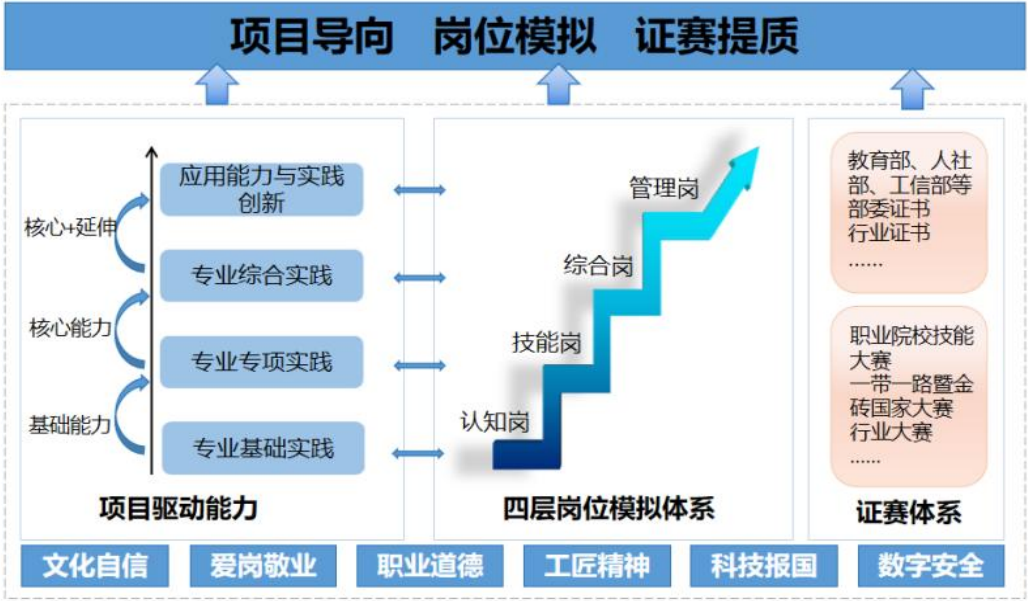 项目导向 岗位模拟 证赛提质
应用能力与实践
创新
核心+延伸
专业综合实践
核心能力
专业专项实践
基础能力
专业基础实践
项目驱动能力
管理岗
综合岗
技能岗
认知岗
四层岗位模拟体系
教育部、人社
部、工信部等
部委证书
行业证书
......
职业院校技能
大赛
一带一路暨金
砖国家大赛
行业大赛
......
证赛体系
文化自信 爱岗敬业 职业道德 工匠精神 科技报国 数字安全